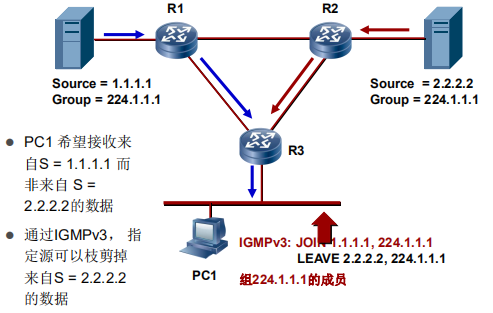 R1
R2
Source = 1.1.1.1
Group = 224.1.1.1
Source = 2.2.2.2
Group = 224.1.1.1
R3
PC1 希望接收来
自S = 1.1.1.1 而
非来自 S =
2.2.2.2的数据
通过IGMPv3， 指
定源可以枝剪掉
来自S = 2.2.2.2
的数据
IGMPv3: JOIN 1.1.1.1, 224.1.1.1
LEAVE 2.2.2.2, 224.1.1.1
PC1
组224.1.1.1的成员